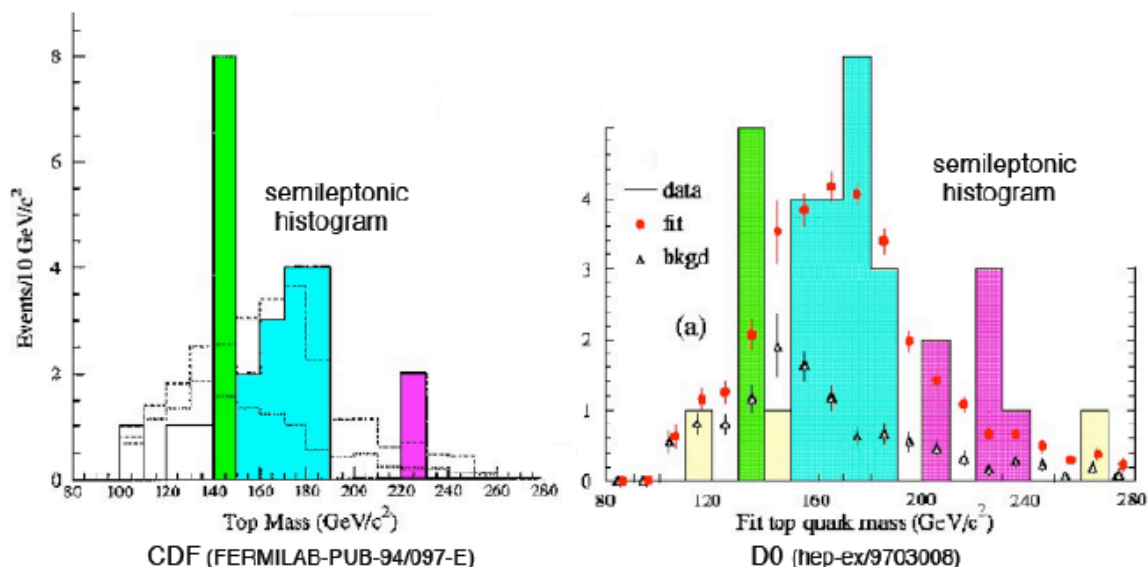 8
6
4
2
0
Events/10 GeV/c²
semileptonic
histogram
80 100 120 140 160 180 200 220 240 260 280
Top Mass (GeV/c²)
CDF (FERMILAB-PUB-94/097-E)
4
3
2
1
0
semileptonic
histogram
data
fit
bkgd
(a)
80 120 160 200 240 280
Fit top quark mass (GeV/c²)
D0 (hep-ex/9703008)